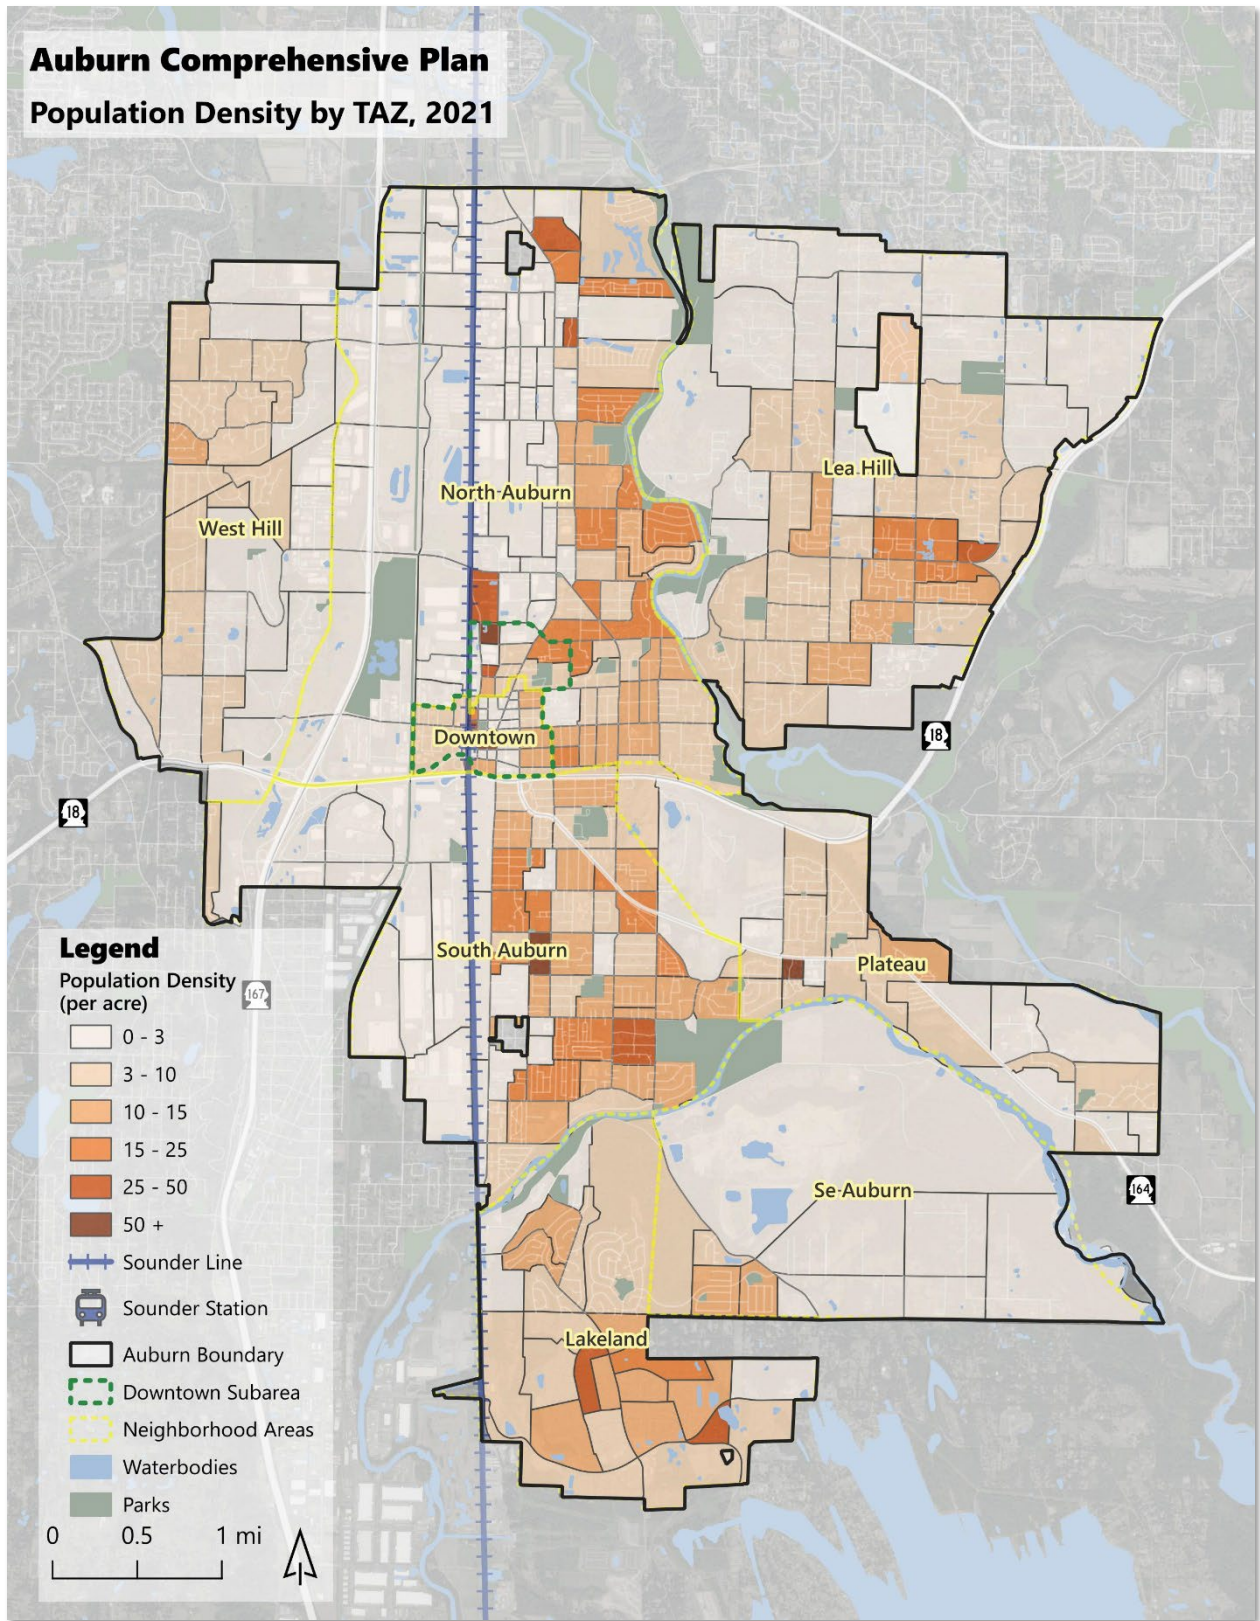 Auburn Comprehensive Plan
Population Density by TAZ, 2021
Lea Hill
North Auburn
West Hill
18
Downtown
18
South Auburn
Plateau
Se Auburn
164
Lakeland
Legend
Population Density
(per acre)
167
0 - 3
3 - 10
10 - 15
15 - 25
25 - 50
50 +
Sounder Line
Sounder Station
Auburn Boundary
Downtown Subarea
Neighborhood Areas
Waterbodies
Parks
0 0.5 1 mi